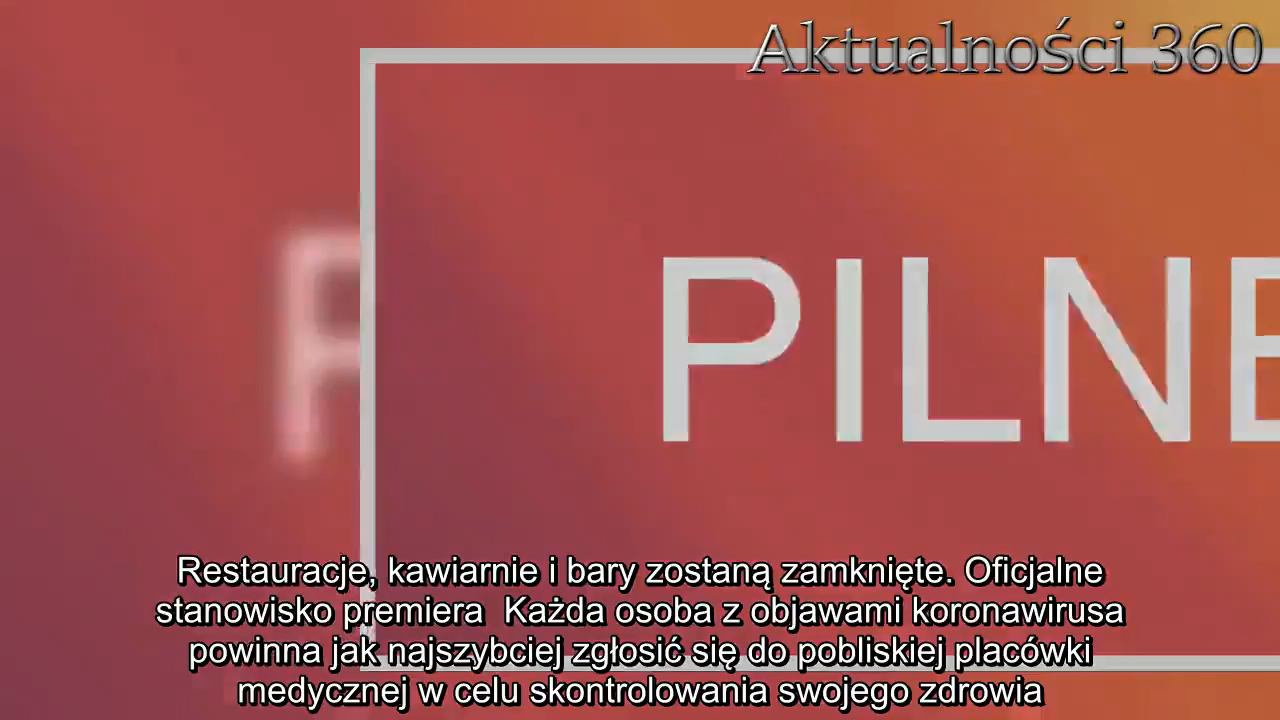 Aktualności 360
P
PILNE
Restauracje, kawiarnie i bary zostaną zamknięte. Oficjalne
stanowisko premiera  Każda osoba z objawami koronawirusa
powinna jak najszybciej zgłosić się do pobliskiej placówki
medycznej w celu skontrolowania swojego zdrowia